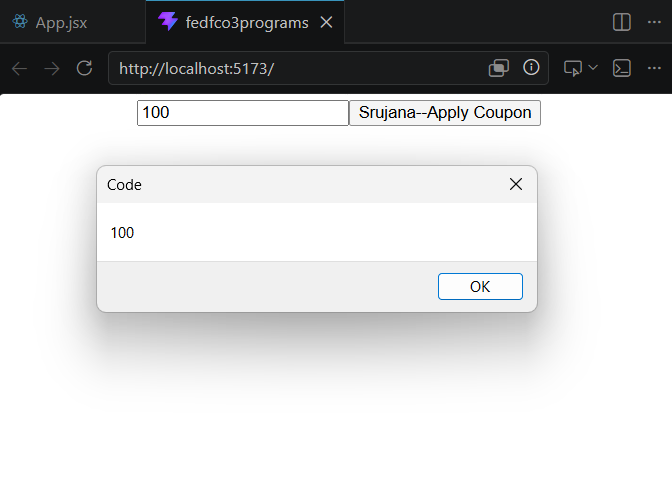 App.jsx
fedfco3programs
http://localhost:5173/
100
Srujana--Apply Coupon
Code
100
OK